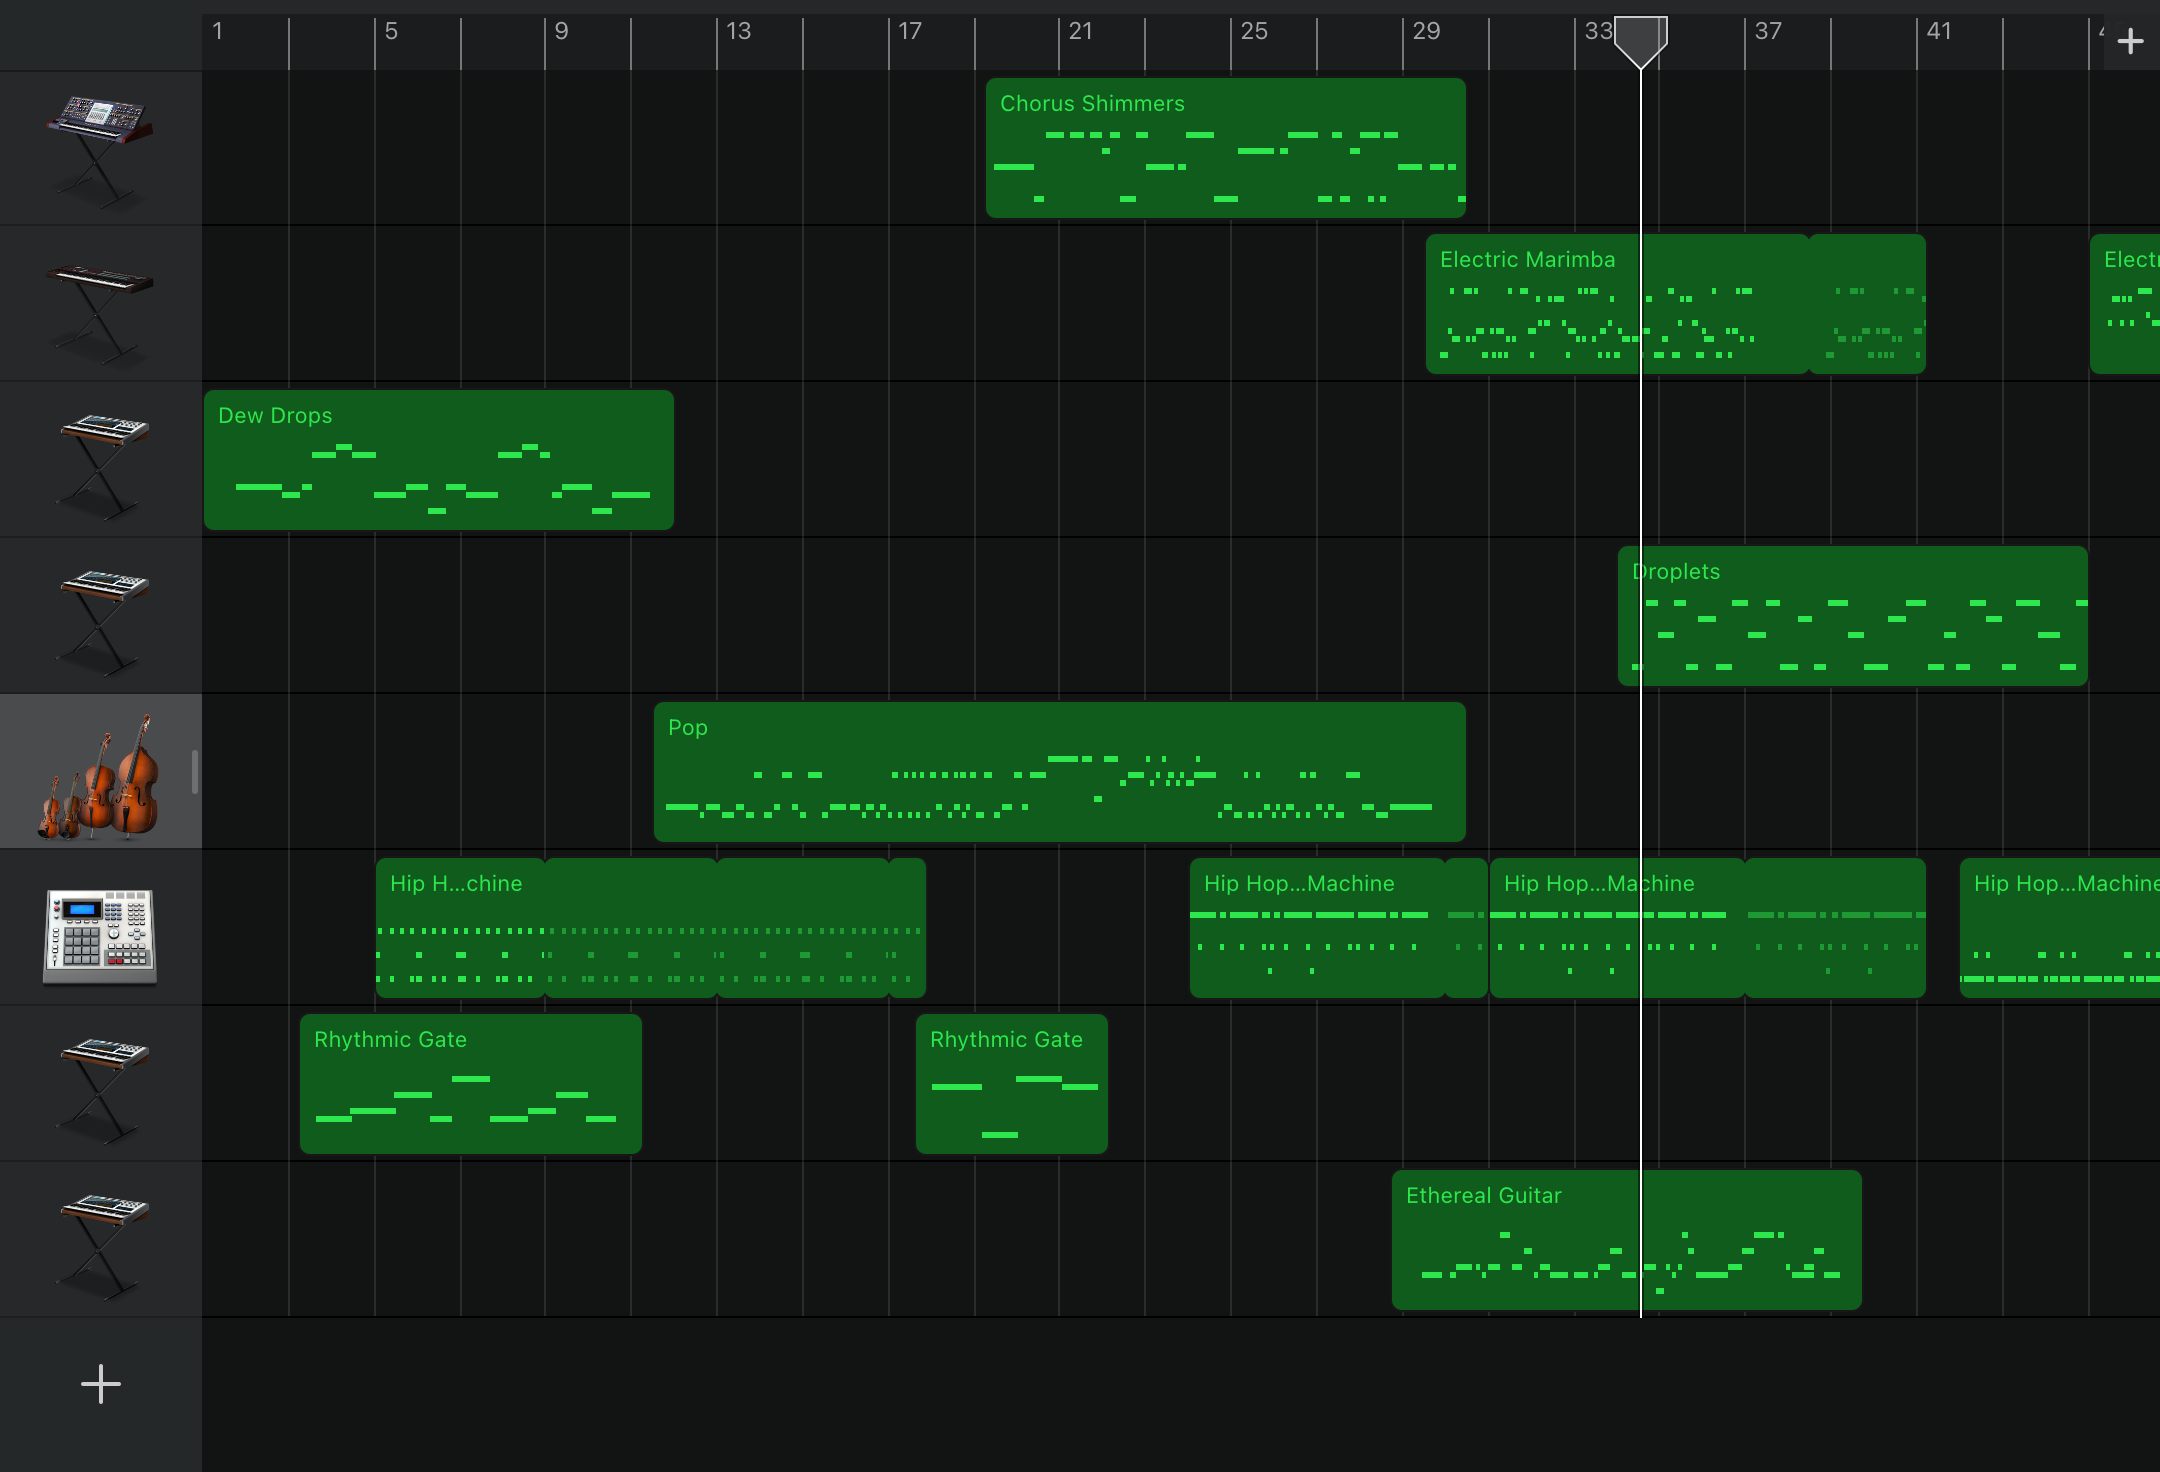 1 5 9 13 17 21 25 29 33 37 41
Chorus Shimmers
Electric Marimba
Dew Drops
Droplets
Pop
Hip H...chine Hip Hop...Machine Hip Hop...Machine Hip Hop...Machine
Rhythmic Gate Rhythmic Gate
Ethereal Guitar